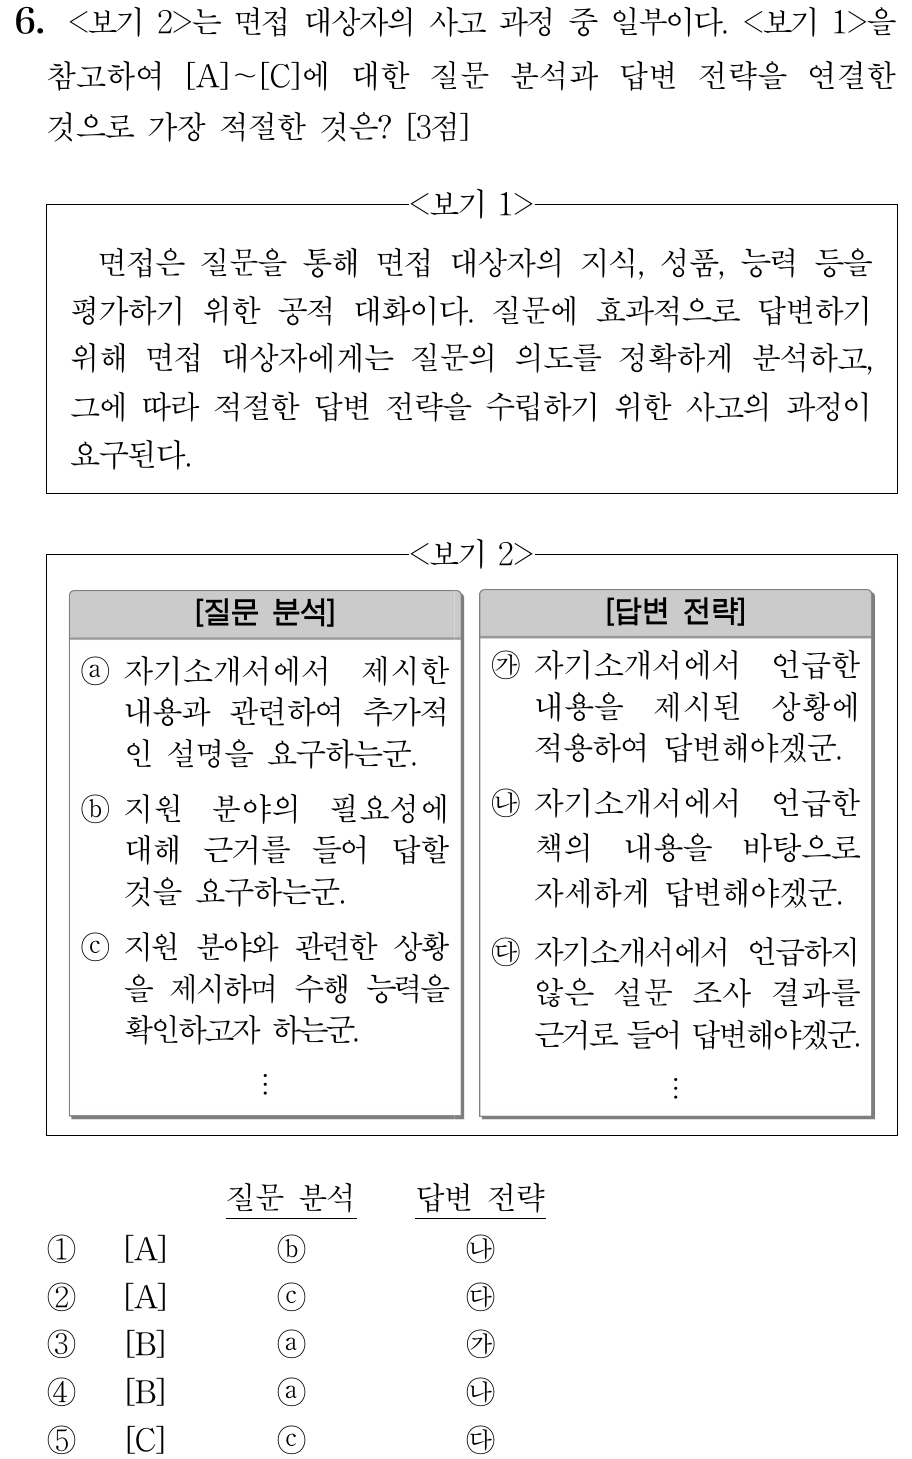 6. <보기 2>는 면접 대상자의 사고 과정 중 일부이다. <보기 1>을
참고하여 [A]~[C]에 대한 질문 분석과 답변 전략을 연결한
것으로 가장 적절한 것은? [3점]
<보기 1>
면접은 질문을 통해 면접 대상자의 지식, 성품, 능력 등을
평가하기 위한 공적 대화이다. 질문에 효과적으로 답변하기
위해 면접 대상자에게는 질문의 의도를 정확하게 분석하고,
그에 따라 적절한 답변 전략을 수립하기 위한 사고의 과정이
요구된다.
<보기 2>
[질문 분석]
ⓐ 자기소개서에서 제시한
내용과 관련하여 추가적
인 설명을 요구하는군.
ⓑ 지원 분야의 필요성에
대해 근거를 들어 답할
것을 요구하는군.
ⓒ 지원 분야와 관련한 상황
을 제시하며 수행 능력을
확인하고자 하는군.
⋮
[답변 전략]
㉮ 자기소개서에서 언급한
내용을 제시된 상황에
적용하여 답변해야겠군.
㉯ 자기소개서에서 언급한
책의 내용을 바탕으로
자세하게 답변해야겠군.
㉰ 자기소개서에서 언급하지
않은 설문 조사 결과를
근거로 들어 답변해야겠군.
⋮
질문 분석 답변 전략
① [A] ⓑ ㉯
② [A] ⓒ ㉰
③ [B] ⓐ ㉮
④ [B] ⓐ ㉯
⑤ [C] ⓒ ㉰